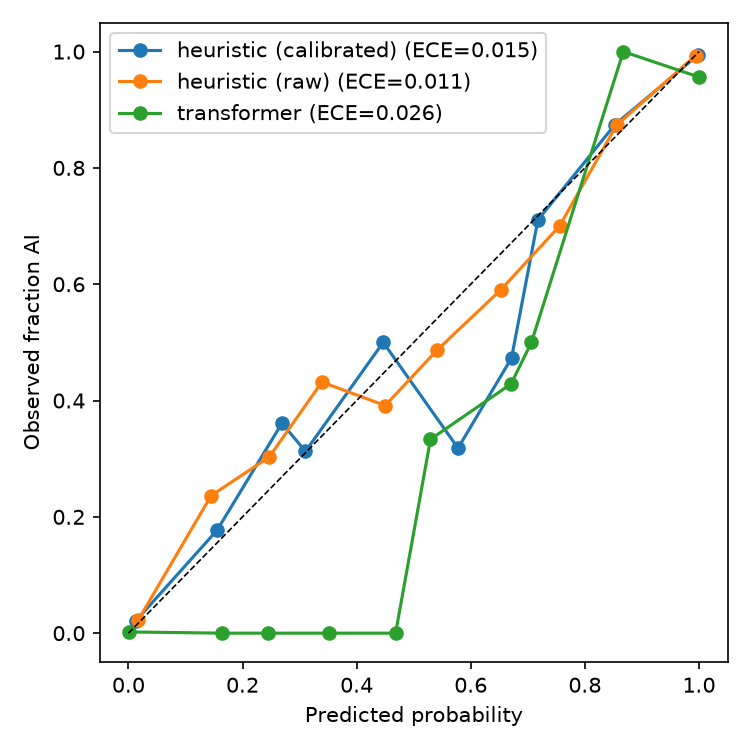 heuristic (calibrated) (ECE=0.015)
heuristic (raw) (ECE=0.011)
transformer (ECE=0.026)
1.0
0.8
0.6
0.4
0.2
0.0
Observed fraction AI
0.0 0.2 0.4 0.6 0.8 1.0
Predicted probability